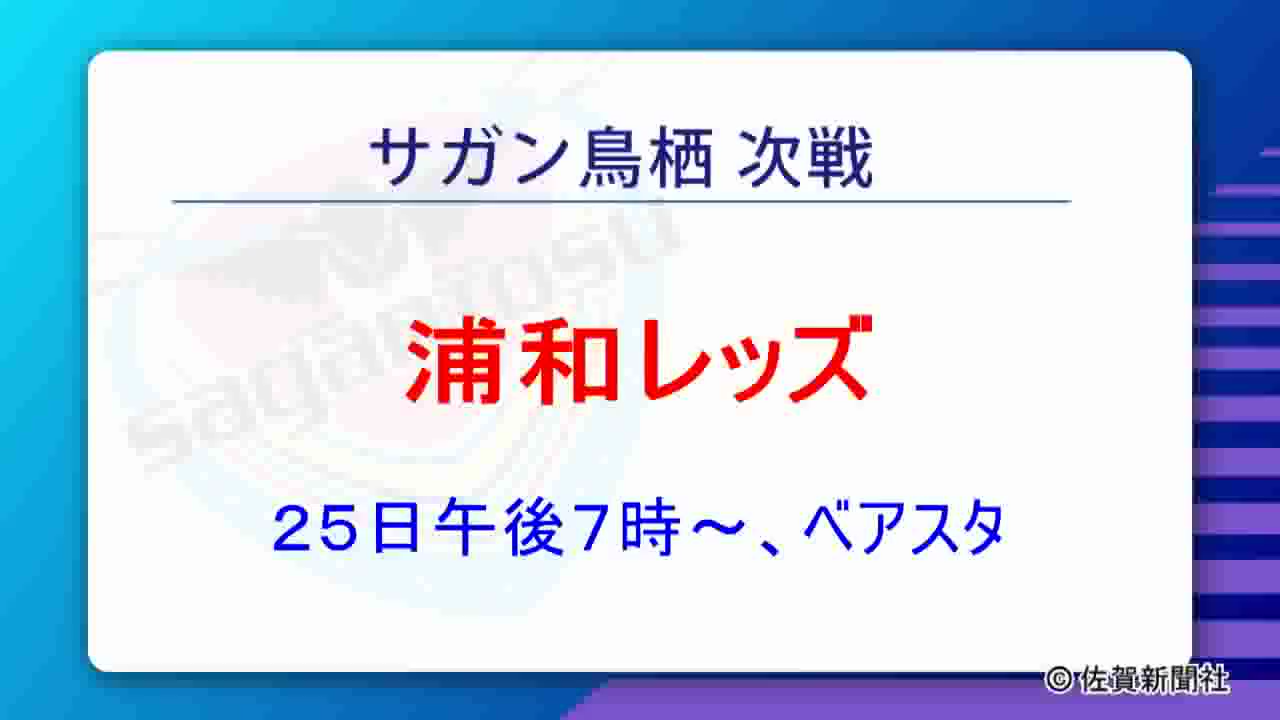 サガン鳥栖 次戦
sagantosu
浦和レッズ
２５日午後７時～、ベアスタ
© 佐賀新聞社